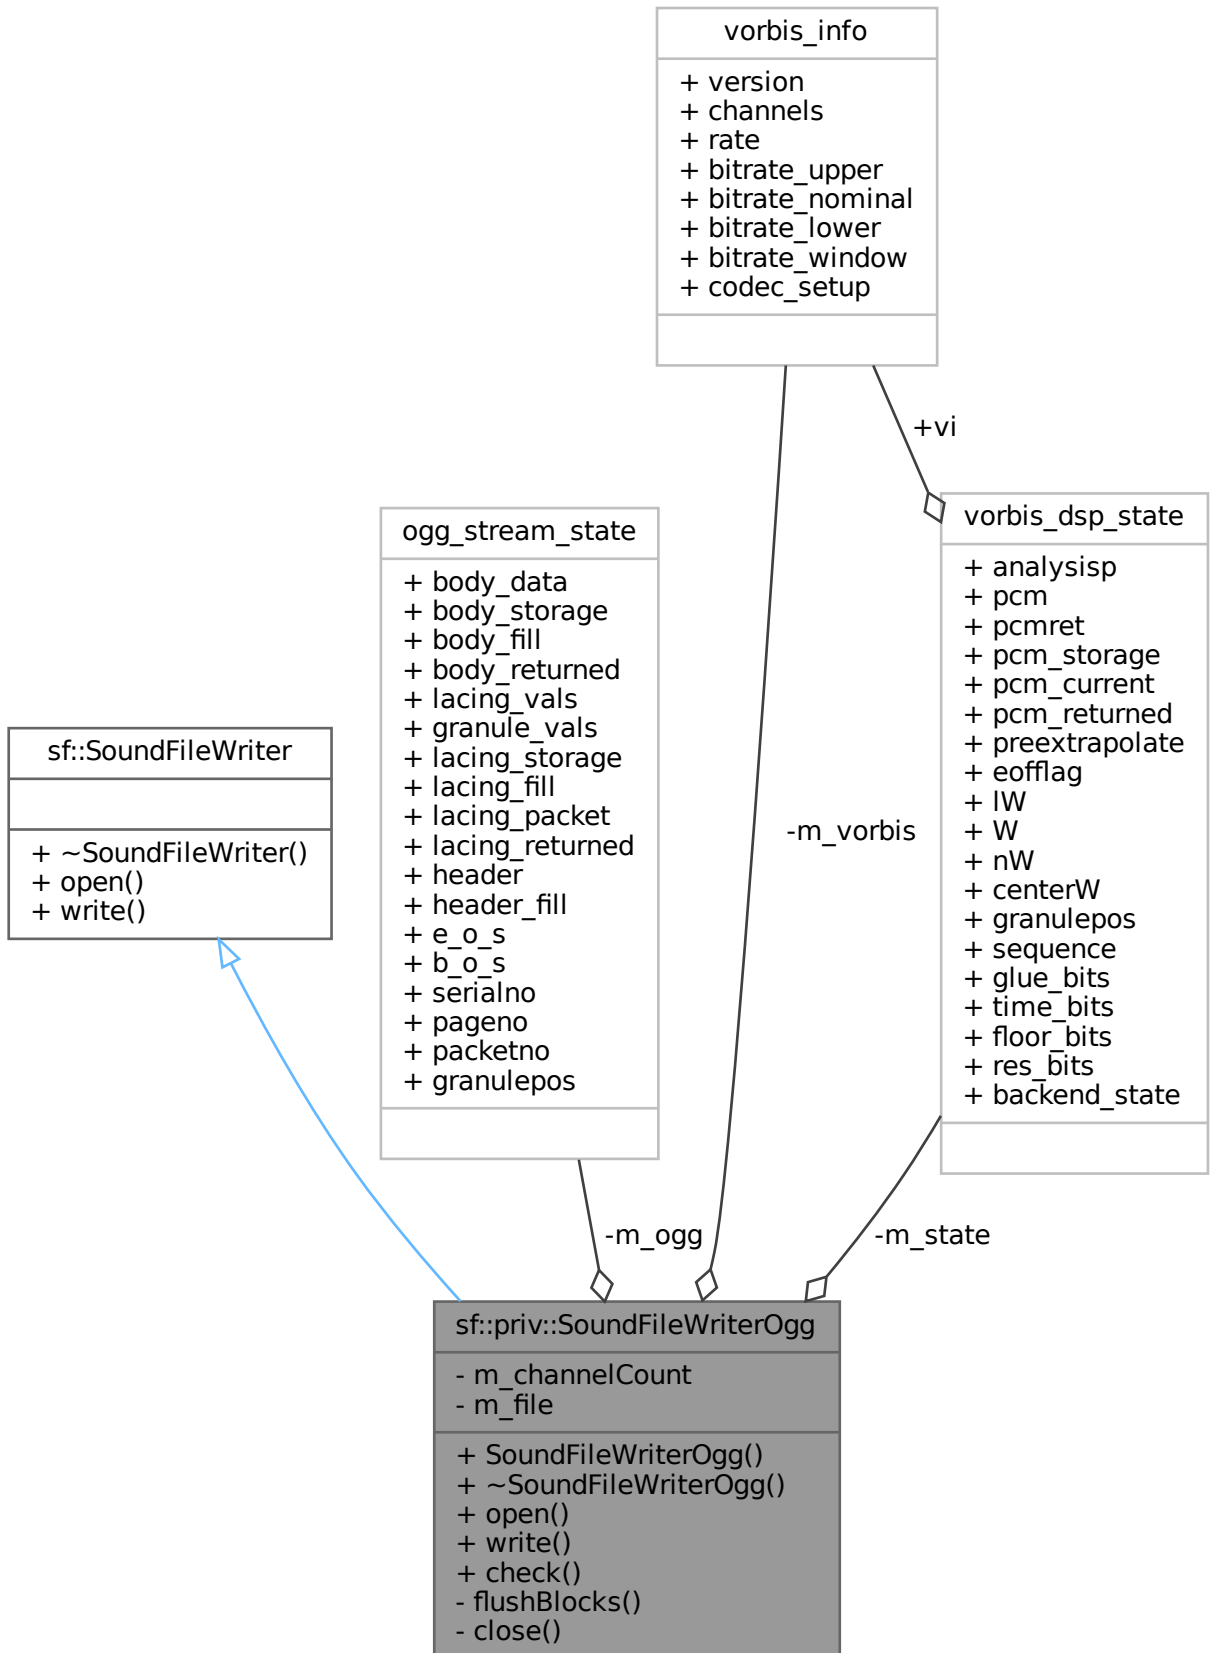 vorbis_info
+ version
+ channels
+ rate
+ bitrate_upper
+ bitrate_nominal
+ bitrate_lower
+ bitrate_window
+ codec_setup
+vi
vorbis_dsp_state
+ analysisp
+ pcm
+ pcmret
+ pcm_storage
+ pcm_current
+ pcm_returned
+ preextrapolate
+ eofflag
+ lW
+ W
+ nW
+ centerW
+ granulepos
+ sequence
+ glue_bits
+ time_bits
+ floor_bits
+ res_bits
+ backend_state
ogg_stream_state
+ body_data
+ body_storage
+ body_fill
+ body_returned
+ lacing_vals
+ granule_vals
+ lacing_storage
+ lacing_fill
+ lacing_packet
+ lacing_returned
+ header
+ header_fill
+ e_o_s
+ b_o_s
+ serialno
+ pageno
+ packetno
+ granulepos
sf::SoundFileWriter
+ ~SoundFileWriter()
+ open()
+ write()
-m_vorbis
-m_ogg
-m_state
sf::priv::SoundFileWriterOgg
- m_channelCount
- m_file
+ SoundFileWriterOgg()
+ ~SoundFileWriterOgg()
+ open()
+ write()
+ check()
- flushBlocks()
- close()